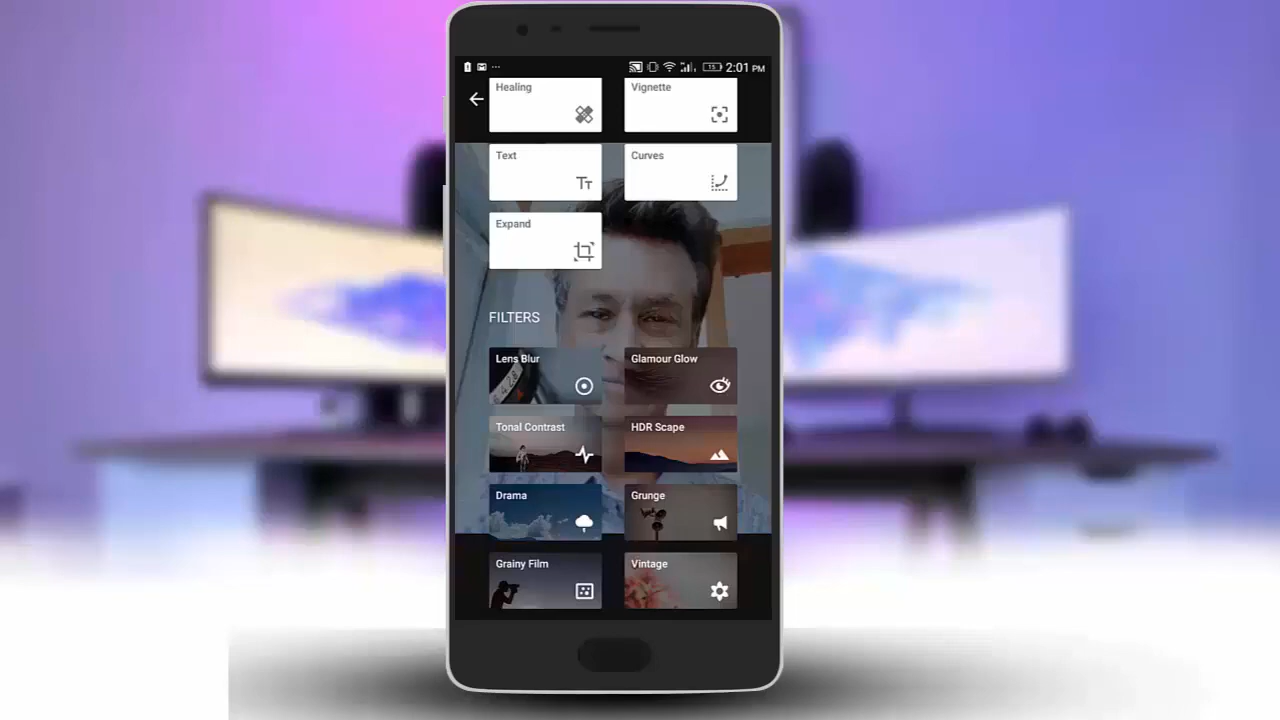 2:01 PM
Healing
Vignette
Text
Curves
Expand
FILTERS
Lens Blur
Glamour Glow
Tonal Contrast
HDR Scape
Drama
Grunge
Grainy Film
Vintage